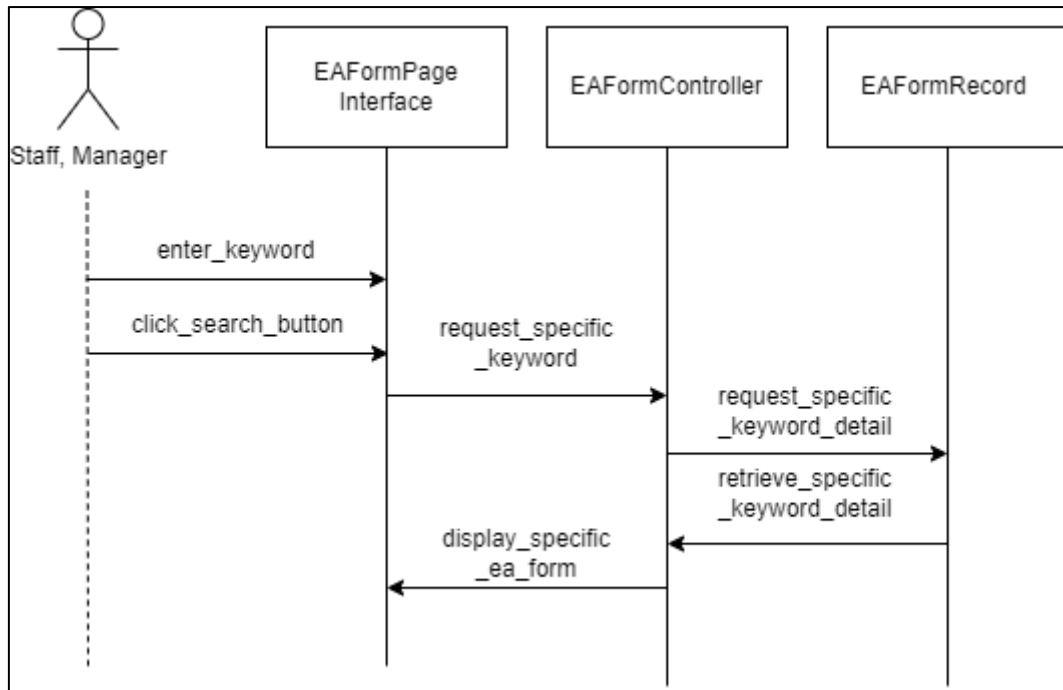 EAFormPage
Interface
EAFormController
EAFormRecord
Staff, Manager
enter_keyword
click_search_button
request_specific
_keyword
request_specific
_keyword_detail
retrieve_specific
_keyword_detail
display_specific
_ea_form